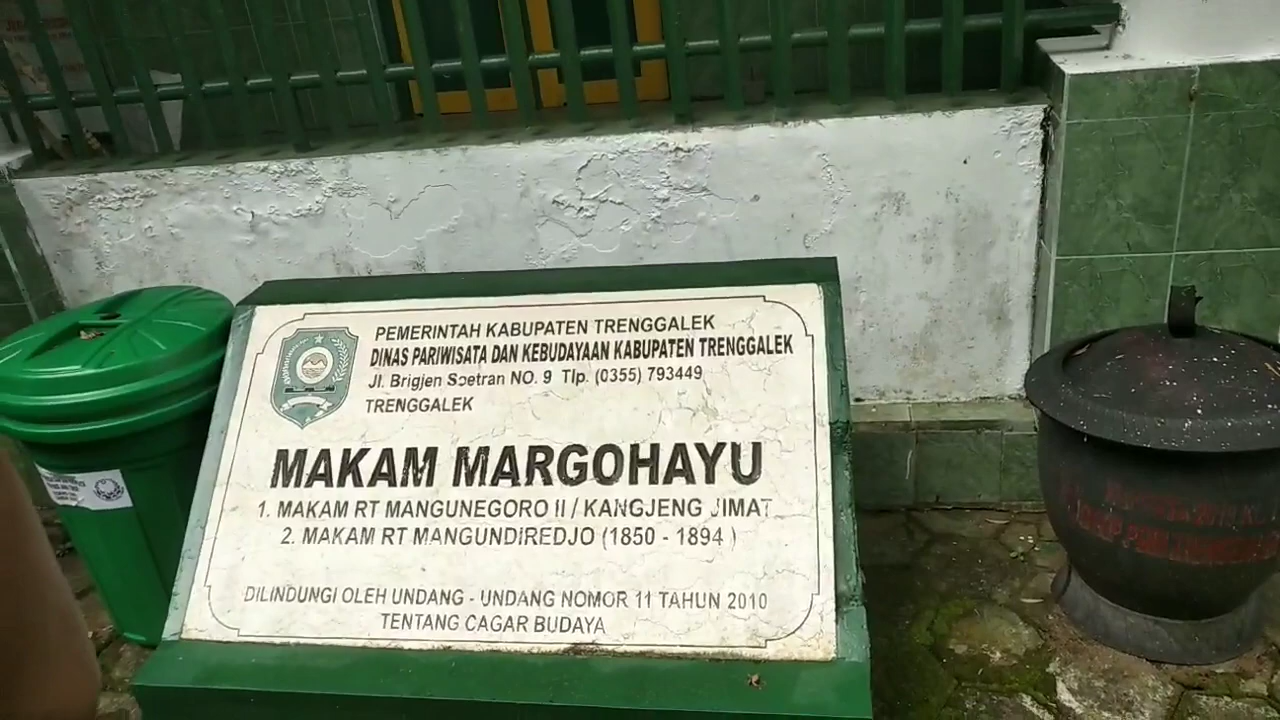 PEMERINTAH KABUPATEN TRENGGALEK
DINAS PARIWISATA DAN KEBUDAYAAN KABUPATEN TRENGGALEK
Jl. Brigjen Soetran NO. 9 Tlp. (0355) 793449
TRENGGALEK
MAKAM MARGOHAYU
1. MAKAM RT MANGUNEGORO II / KANGJENG JIMAT
2. MAKAM RT MANGUNDIREDJO (1850 - 1894 )
DILINDUNGI OLEH UNDANG - UNDANG NOMOR 11 TAHUN 2010
TENTANG CAGAR BUDAYA